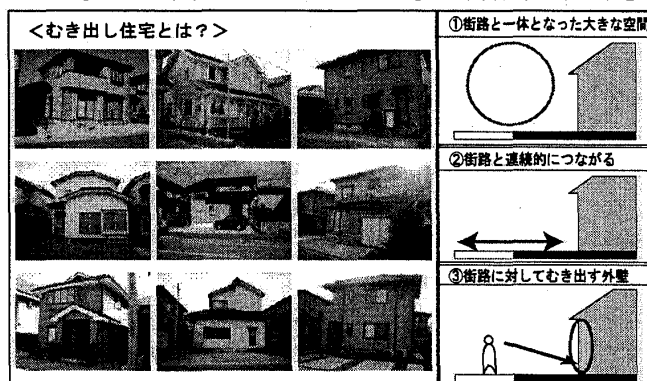 ＜むき出し住宅とは？＞
①街路と一体となった大きな空間
②街路と連続的につながる
③街路に対してむき出す外壁